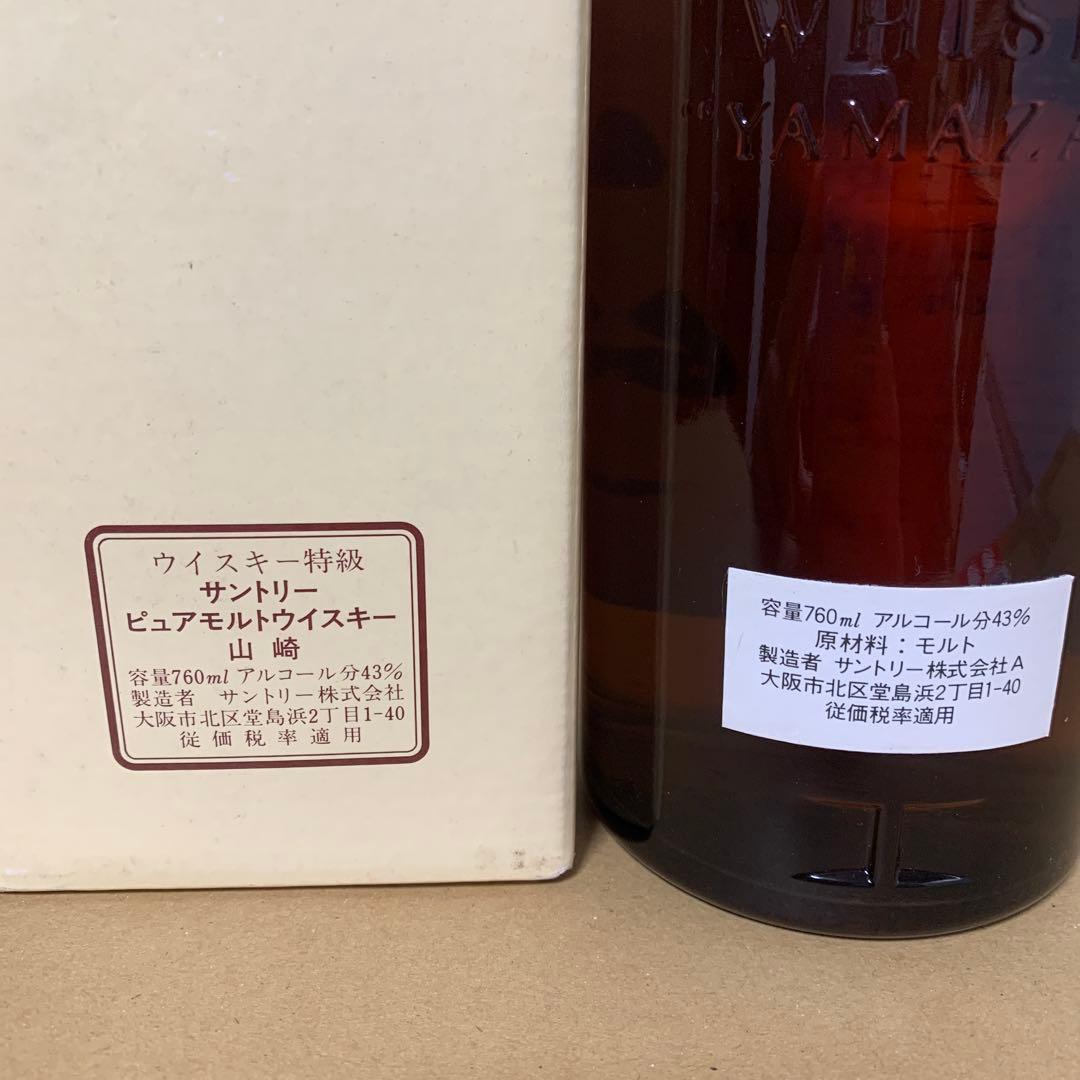 ウイスキー特級
サントリー
ピュアモルトウイスキー
山崎
容量760ml アルコール分43%
製造者 サントリー株式会社
大阪市北区堂島浜2丁目1-40
従価税率適用
WHIS
"YAMAZA
容量760ml アルコール分43%
原材料：モルト
製造者 サントリー株式会社A
大阪市北区堂島浜2丁目1-40
従価税率適用